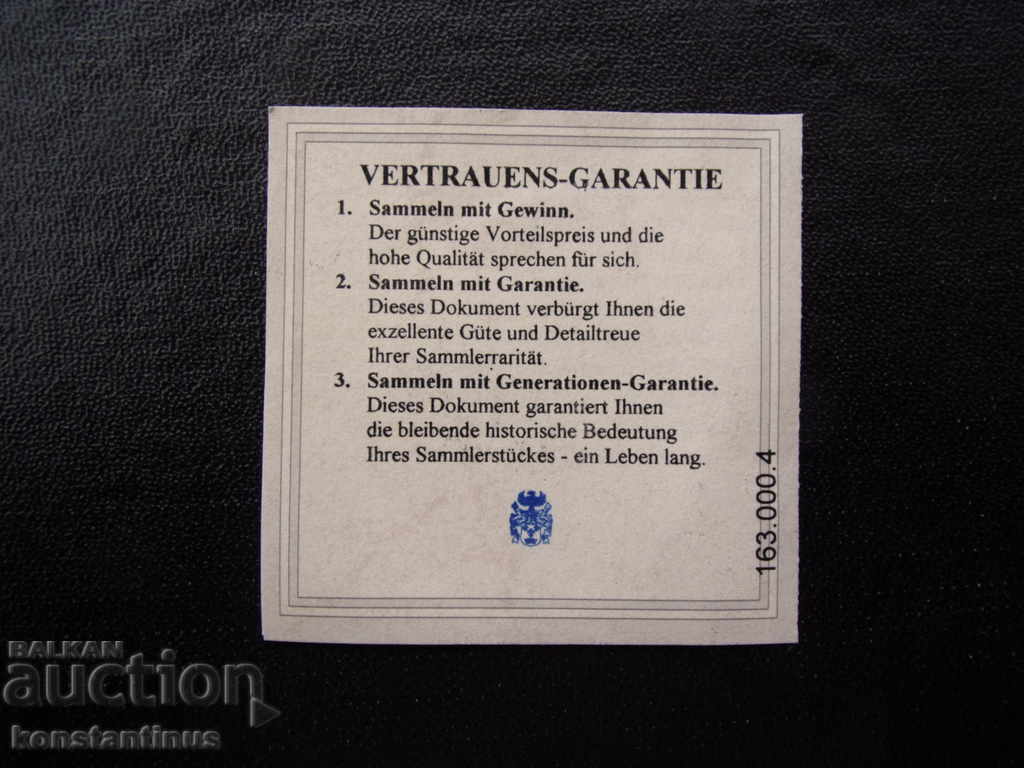 VERTRAUENS-GARANTIE
1. Sammeln mit Gewinn.
Der günstige Vorteilspreis und die
hohe Qualität sprechen für sich.
2. Sammeln mit Garantie.
Dieses Dokument verbürgt Ihnen die
exzellente Güte und Detailtreue
Ihrer Sammlerrarität.
3. Sammeln mit Generationen-Garantie.
Dieses Dokument garantiert Ihnen
die bleibende historische Bedeutung
Ihres Sammlerstückes - ein Leben lang.
163.000.4
BALKAN
auction
konstantinus